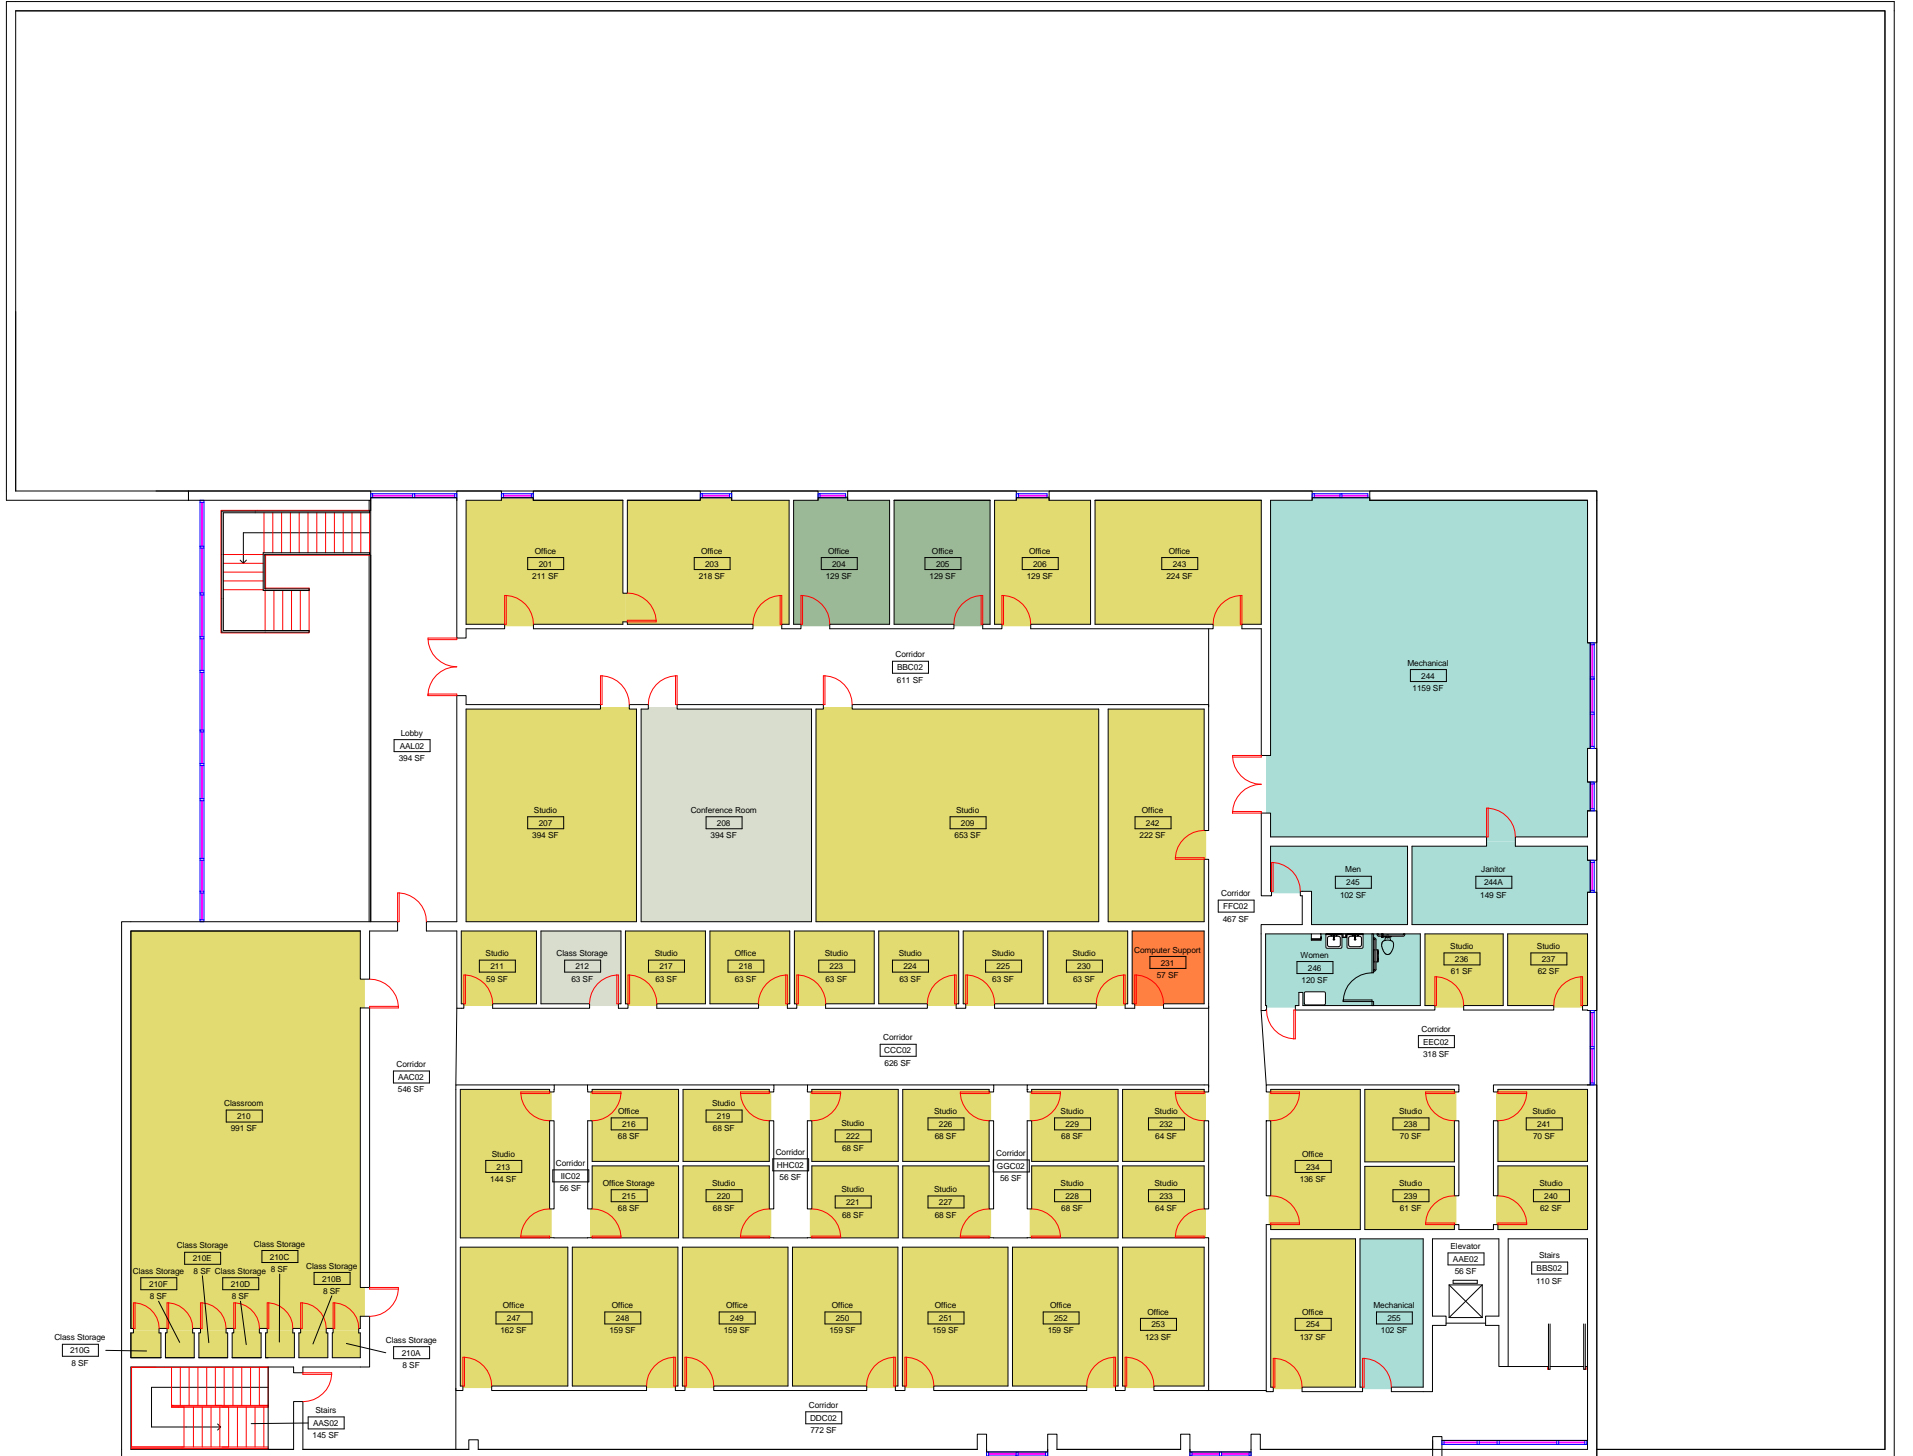 Office
201
211 SF
Office
203
218 SF
Office
204
129 SF
Office
205
129 SF
Office
206
129 SF
Office
243
224 SF
Corridor
BBC02
611 SF
Mechanical
244
1159 SF
Lobby
AAL02
394 SF
Studio
207
394 SF
Conference Room
208
394 SF
Studio
209
653 SF
Office
242
222 SF
Corridor
FFC02
467 SF
Men
245
102 SF
Janitor
244A
149 SF
Studio
211
59 SF
Class Storage
212
63 SF
Studio
217
63 SF
Office
218
63 SF
Studio
223
63 SF
Studio
224
63 SF
Studio
225
63 SF
Studio
230
63 SF
Computer Support
231
57 SF
Women
246
120 SF
Studio
236
61 SF
Studio
237
62 SF
Corridor
EEC02
318 SF
Corridor
CCC02
626 SF
Corridor
AAC02
546 SF
Classroom
210
991 SF
Studio
213
144 SF
Corridor
IIC02
56 SF
Office
216
68 SF
Office Storage
215
68 SF
Studio
219
68 SF
Studio
220
68 SF
Corridor
HHC02
56 SF
Studio
222
68 SF
Studio
221
68 SF
Studio
226
68 SF
Studio
227
68 SF
Corridor
GGC02
56 SF
Studio
229
68 SF
Studio
228
68 SF
Studio
232
64 SF
Studio
233
64 SF
Office
234
136 SF
Studio
238
70 SF
Studio
239
61 SF
Studio
241
70 SF
Studio
240
62 SF
Class Storage
210G
8 SF
Class Storage
210F
8 SF
Class Storage
210E
8 SF
Class Storage
210D
8 SF
Class Storage
210C
8 SF
Class Storage
210B
8 SF
Class Storage
210A
8 SF
Office
247
162 SF
Office
248
159 SF
Office
249
159 SF
Office
250
159 SF
Office
251
159 SF
Office
252
159 SF
Office
253
123 SF
Office
254
137 SF
Mechanical
255
102 SF
Elevator
AAE02
56 SF
Stairs
BBS02
110 SF
Stairs
AAS02
145 SF
Corridor
DDC02
772 SF